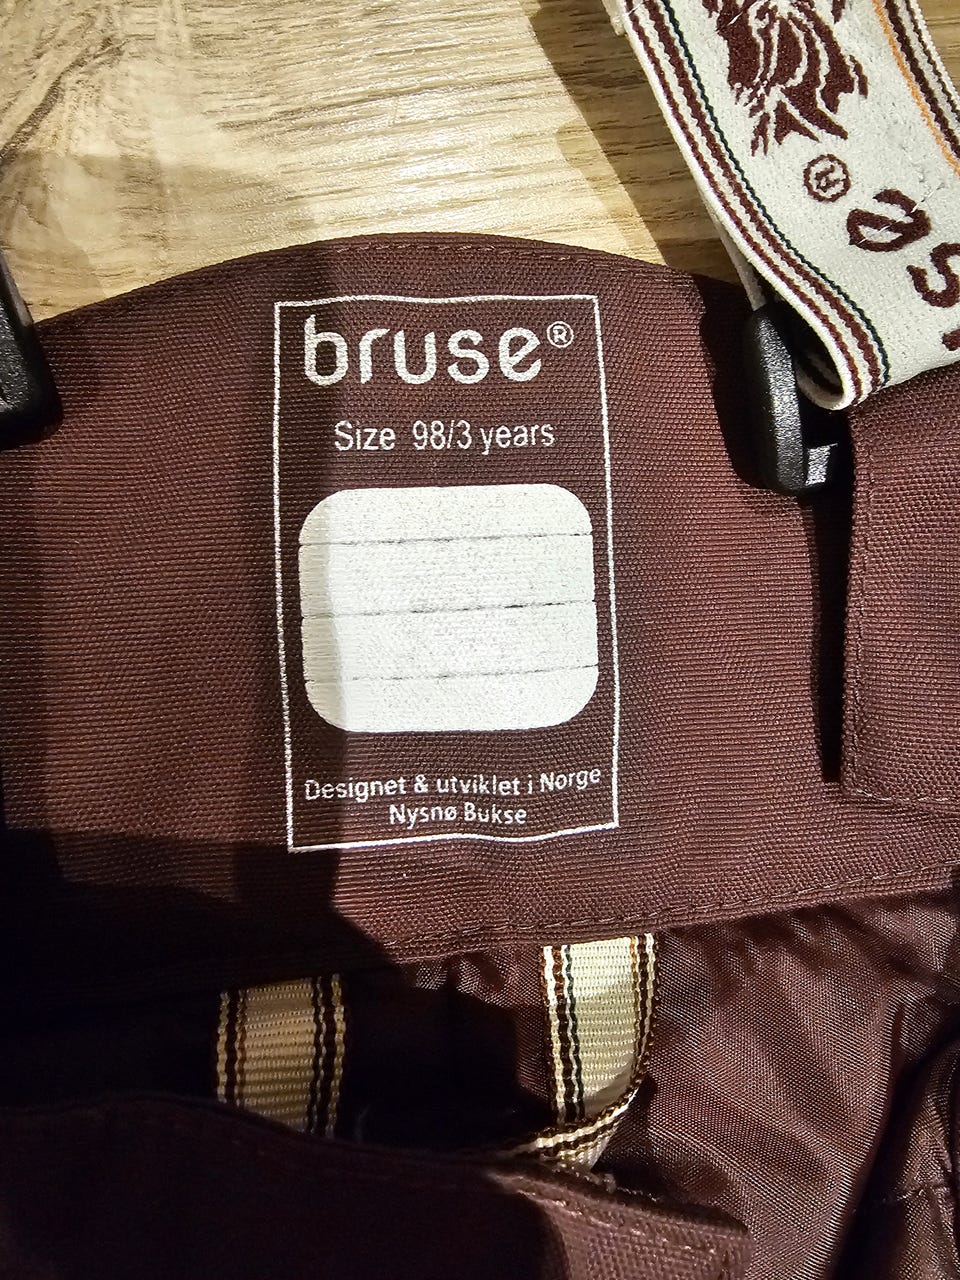 bruse®
Size 98/3 years
Designet & utviklet i Norge
Nysnø Bukse
®